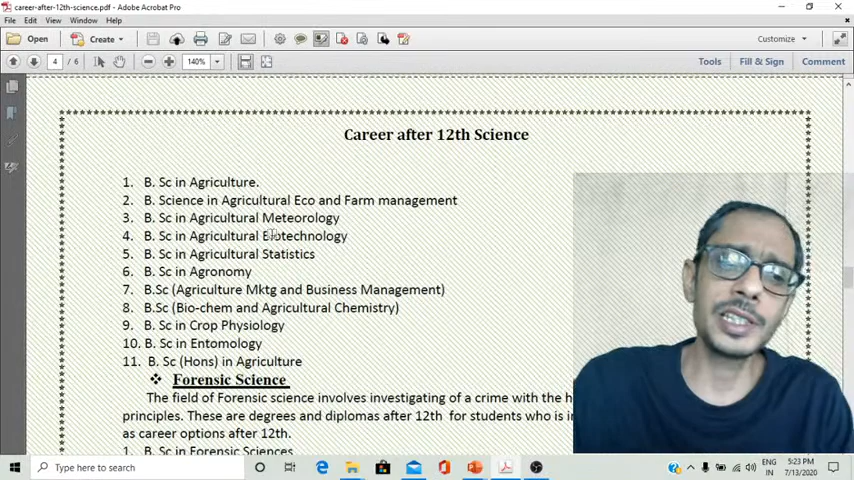 career-after-12th-science.pdf - Adobe Acrobat Pro
File Edit View Window Help
Open Create Customize
4 / 6 140% Tools Fill & Sign Comment
Career after 12th Science
1. B. Sc in Agriculture.
2. B. Science in Agricultural Eco and Farm management
3. B. Sc in Agricultural Meteorology
4. B. Sc in Agricultural Biotechnology
5. B. Sc in Agricultural Statistics
6. B. Sc in Agronomy
7. B.Sc (Agriculture Mktg and Business Management)
8. B.Sc (Bio-chem and Agricultural Chemistry)
9. B. Sc in Crop Physiology
10. B. Sc in Entomology
11. B. Sc (Hons) in Agriculture
❖ Forensic Science
The field of Forensic science involves investigating of a crime with the h
principles. These are degrees and diplomas after 12th for students who is in
as career options after 12th.
1. B. Sc in Forensic Sciences
Type here to search
ENG
IN
5:23 PM
7/13/2020